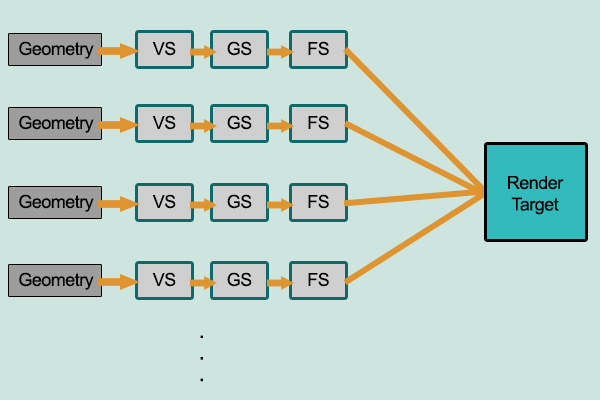 Geometry VS GS FS
Geometry VS GS FS
Render
Target
Geometry VS GS FS
Geometry VS GS FS
.
.
.